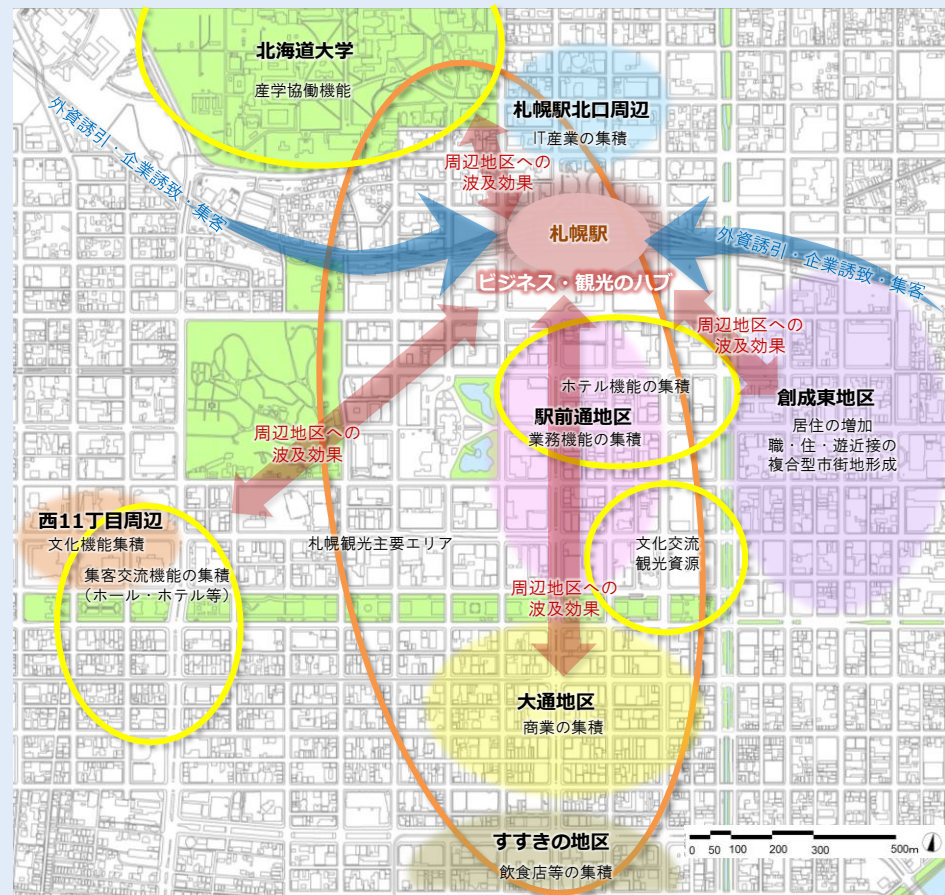 北海道大学
産学協働機能
札幌駅北口周辺
IT産業の集積
外資誘引・企業誘致・集客
周辺地区への
波及効果
札幌駅
外資誘引・企業誘致・集客
ビジネス・観光のハブ
周辺地区への
波及効果
ホテル機能の集積
駅前通地区
業務機能の集積
創成東地区
居住の増加
職・住・遊近接の
複合型市街地形成
周辺地区への
波及効果
西11丁目周辺
文化機能集積
集客交流機能の集積
（ホール・ホテル等）
札幌観光主要エリア
文化交流
観光資源
周辺地区への
波及効果
大通地区
商業の集積
すすきの地区
飲食店等の集積
0 50 100 200 300 500m